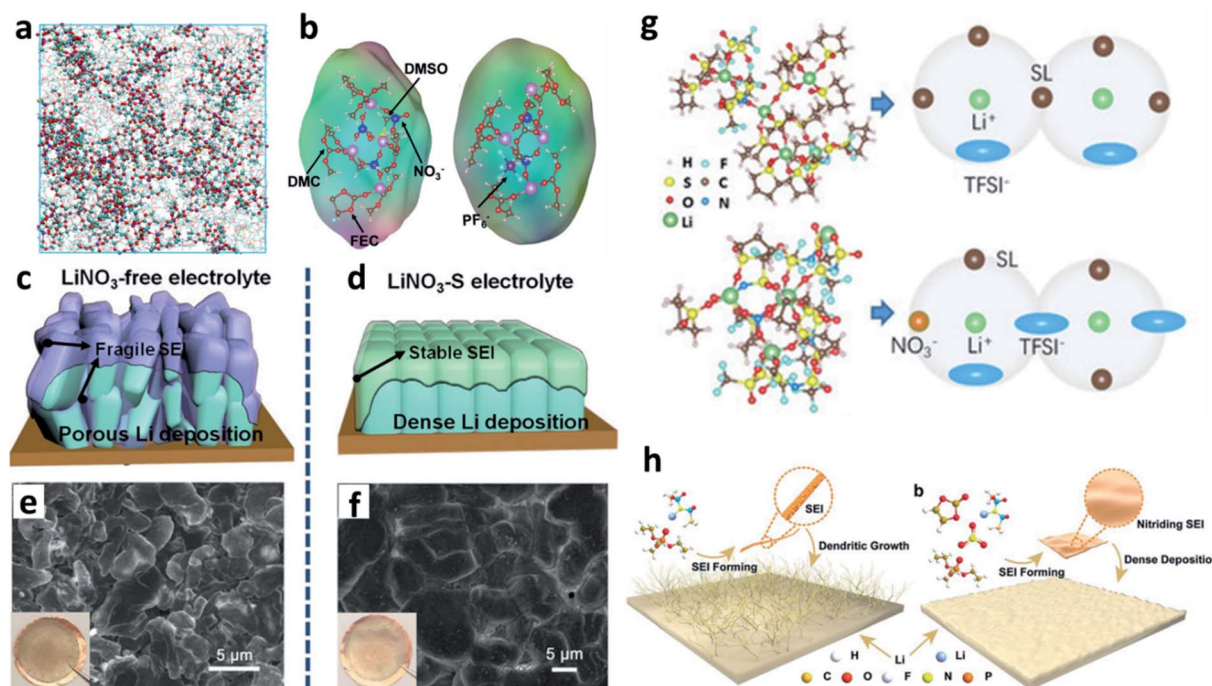 a
b
DMSO
NO₃⁻
DMC
FEC
PF₆⁻
c
LiNO₃-free electrolyte
Fragile SEI
Porous Li deposition
d
LiNO₃-S electrolyte
Stable SEI
Dense Li deposition
e
5 µm
f
5 µm
g
H F
S C
O N
Li
SL
Li⁺
TFSI⁻
SL
NO₃⁻
Li⁺
TFSI⁻
h
SEI
SEI Forming
Dendritic Growth
b
Nitriding SEI
SEI Forming
Dense Depositio
Li
H Li
C O F N P